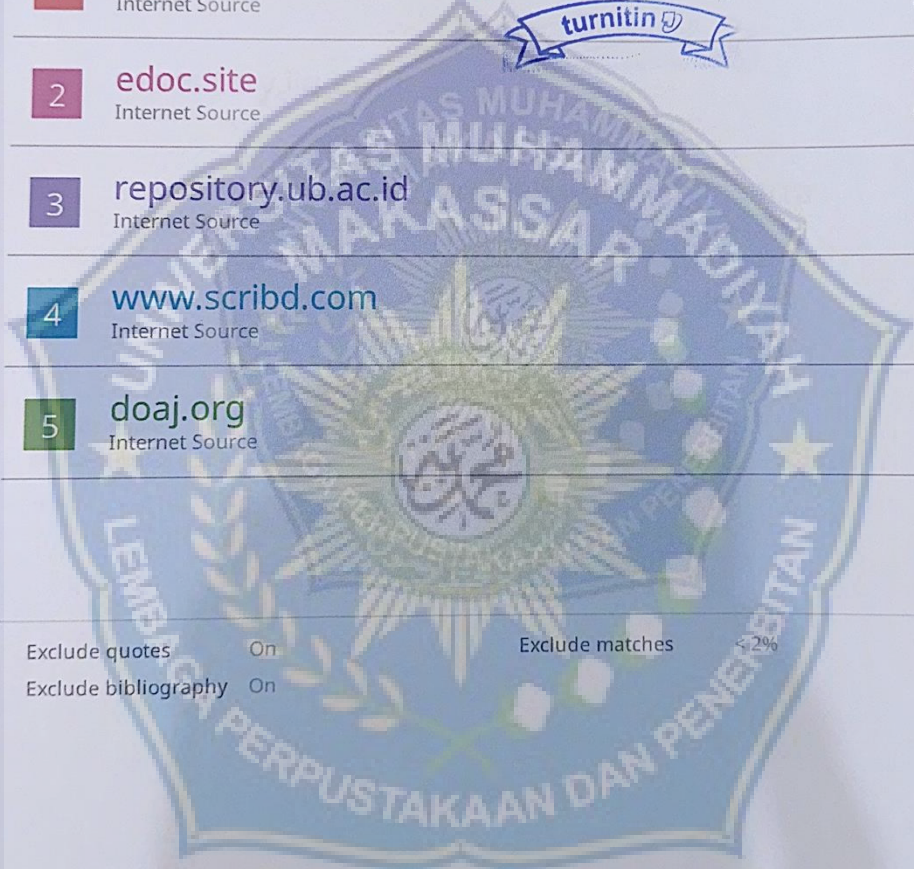 Internet Source
turnitin
2
edoc.site
Internet Source
3
repository.ub.ac.id
Internet Source
4
www.scribd.com
Internet Source
5
doaj.org
Internet Source
Exclude quotes On
Exclude matches < 2%
Exclude bibliography On
UNIVERSITAS MUHAMMADIYAH
MAKASSAR
LEMBAGA PERPUSTAKAAN DAN PENERBITAN